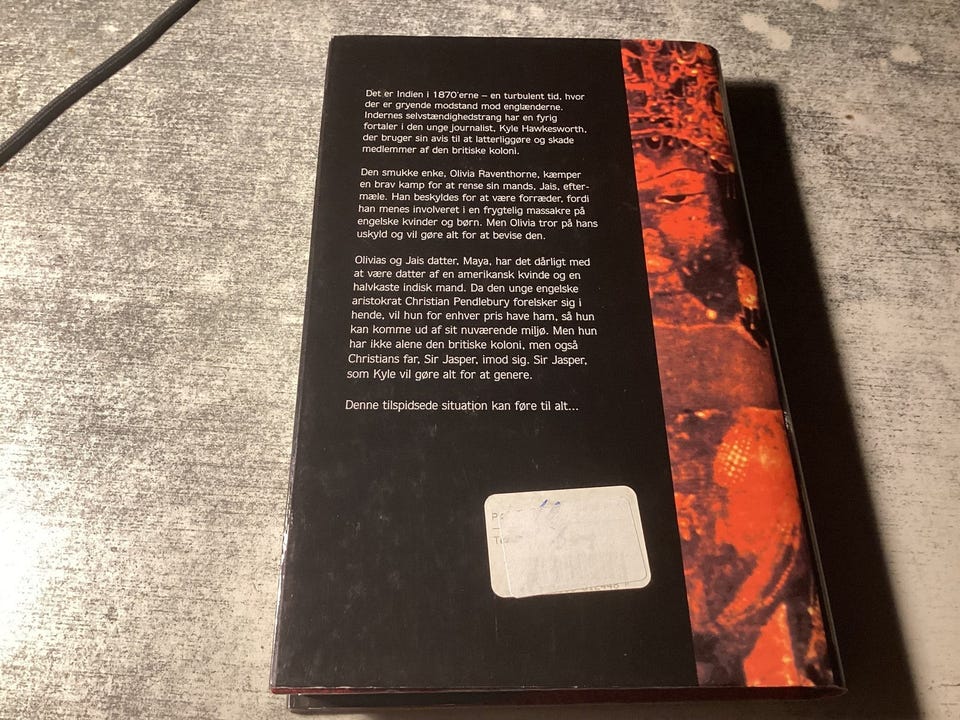 Det er Indien i 1870'erne – en turbulent tid, hvor
der er gryende modstand mod englænderne.
Indernes selvstændighedstrang har en fyrig
fortaler i den unge journalist, Kyle Hawkesworth,
der bruger sin avis til at latterliggøre og skade
medlemmer af den britiske koloni.
Den smukke enke, Olivia Raventhorne, kæmper
en brav kamp for at rense sin mands, Jais, efter-
mæle. Han beskyldes for at være forræder, fordi
han menes involveret i en frygtelig massakre på
engelske kvinder og børn. Men Olivia tror på hans
uskyld og vil gøre alt for at bevise den.
Olivias og Jais datter, Maya, har det dårligt med
at være datter af en amerikansk kvinde og en
halvkaste indisk mand. Da den unge engelske
aristokrat Christian Pendlebury forelsker sig i
hende, vil hun for enhver pris have ham, så hun
kan komme ud af sit nuværende miljø. Men hun
har ikke alene den britiske koloni, men også
Christians far, Sir Jasper, imod sig. Sir Jasper,
som Kyle vil gøre alt for at genere.
Denne tilspidsede situation kan føre til alt...